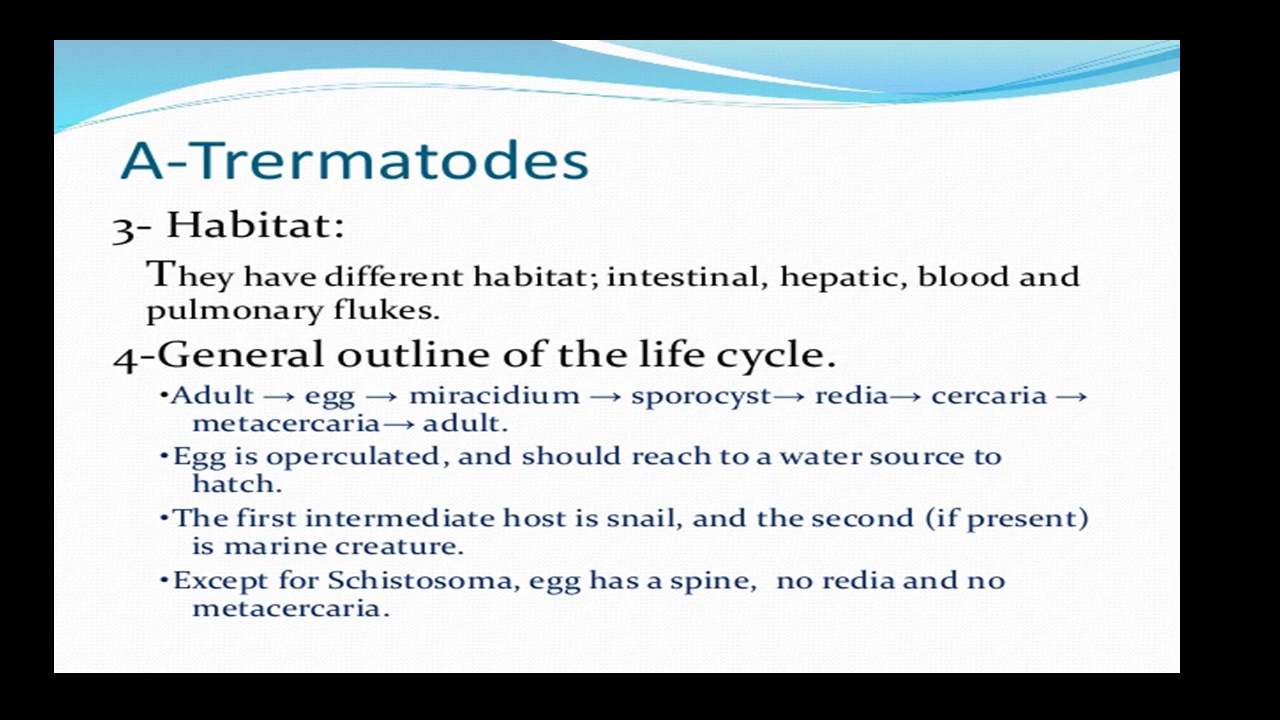 A-Trermatodes
3- Habitat:
They have different habitat; intestinal, hepatic, blood and
pulmonary flukes.
4-General outline of the life cycle.
•Adult → egg → miracidium → sporocyst→ redia→ cercaria →
metacercaria→ adult.
•Egg is operculated, and should reach to a water source to
hatch.
•The first intermediate host is snail, and the second (if present)
is marine creature.
•Except for Schistosoma, egg has a spine,  no redia and no
metacercaria.